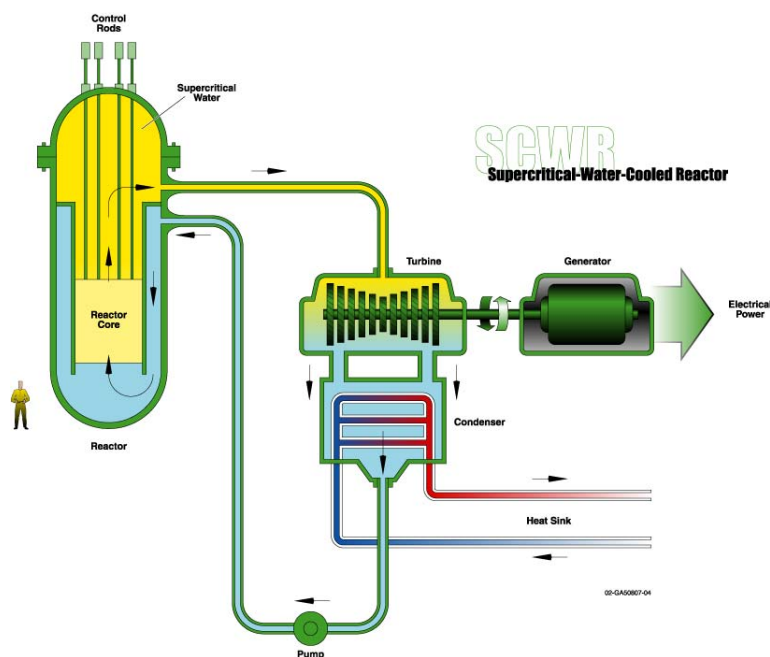 Control
Rods
Supercritical
Water
SCWR
Supercritical-Water-Cooled Reactor
Turbine
Generator
Electrical
Power
Reactor
Core
Condenser
Reactor
Heat Sink
02-GA50807-04
Pump